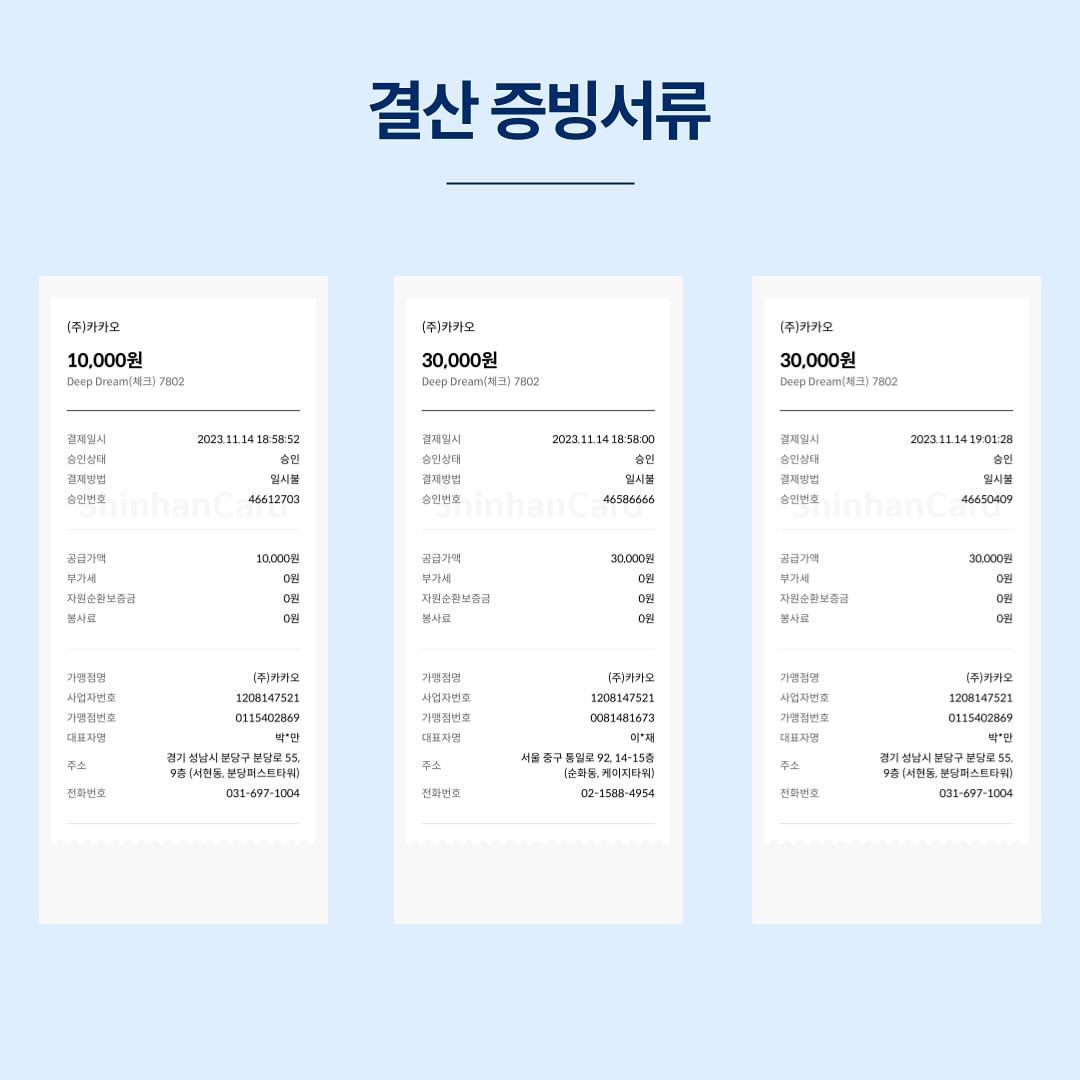 결산 증빙서류
(주)카카오
10,000원
Deep Dream(체크) 7802
결제일시 2023.11.14 18:58:52
승인상태 승인
결제방법 일시불
승인번호 46612703
ShinhanCard
공급가액 10,000원
부가세 0원
자원순환보증금 0원
봉사료 0원
가맹점명 (주)카카오
사업자번호 1208147521
가맹점번호 0115402869
대표자명 박*만
주소 경기 성남시 분당구 분당로 55,
9층 (서현동, 분당퍼스트타워)
전화번호 031-697-1004
(주)카카오
30,000원
Deep Dream(체크) 7802
결제일시 2023.11.14 18:58:00
승인상태 승인
결제방법 일시불
승인번호 46586666
ShinhanCard
공급가액 30,000원
부가세 0원
자원순환보증금 0원
봉사료 0원
가맹점명 (주)카카오
사업자번호 1208147521
가맹점번호 0081481673
대표자명 이*재
주소 서울 중구 통일로 92, 14-15층
(순화동, 케이지타워)
전화번호 02-1588-4954
(주)카카오
30,000원
Deep Dream(체크) 7802
결제일시 2023.11.14 19:01:28
승인상태 승인
결제방법 일시불
승인번호 46650409
ShinhanCard
공급가액 30,000원
부가세 0원
자원순환보증금 0원
봉사료 0원
가맹점명 (주)카카오
사업자번호 1208147521
가맹점번호 0115402869
대표자명 박*만
주소 경기 성남시 분당구 분당로 55,
9층 (서현동, 분당퍼스트타워)
전화번호 031-697-1004